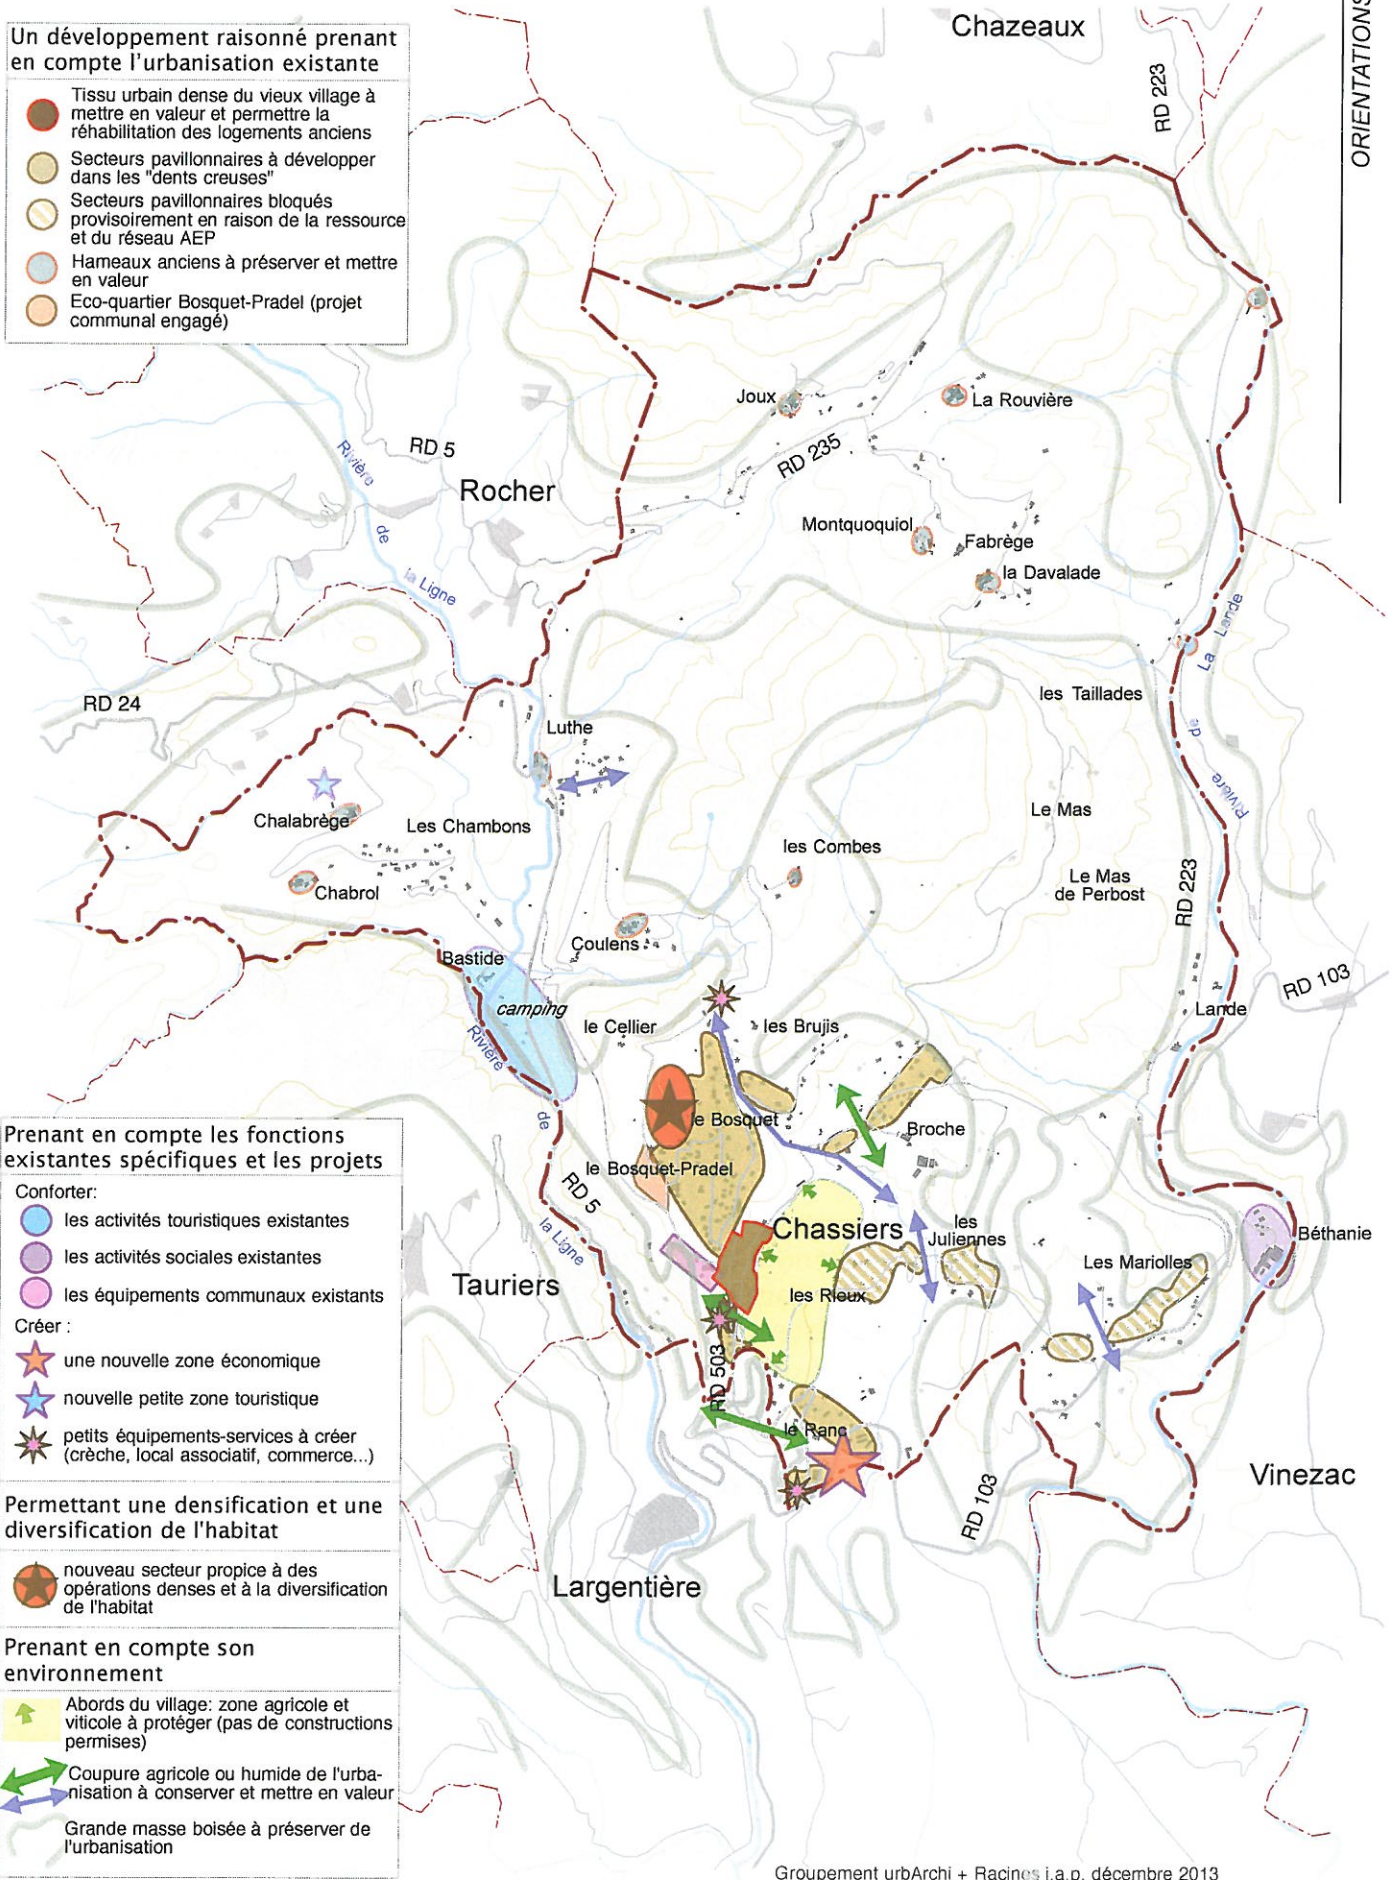 Un développement raisonné prenant
en compte l'urbanisation existante
Tissu urbain dense du vieux village à
mettre en valeur et permettre la
réhabilitation des logements anciens
Secteurs pavillonnaires à développer
dans les "dents creuses"
Secteurs pavillonnaires bloqués
provisoirement en raison de la ressource
et du réseau AEP
Hameaux anciens à préserver et mettre
en valeur
Eco-quartier Bosquet-Pradel (projet
communal engagé)
Chazeaux
RD 223
ORIENTATIONS
Joux
La Rouvière
RD 5
RD 235
Rivière
de
la Ligne
Rocher
Montquoquiol
Fabrège
la Davalade
La Lande
de
Rivière
les Taillades
RD 24
Luthe
Chalabrège
Les Chambons
Le Mas
les Combes
Chabrol
Le Mas
de Perbost
RD 223
Coulens
Bastide
camping
RD 103
le Cellier
les Brujis
Lande
Rivière
de
la Ligne
le Bosquet
Broche
le Bosquet-Pradel
RD 5
Chassiers
les
Juliennes
Béthanie
Les Mariolles
Tauriers
les Rieux
RD 503
le Ranc
RD 103
Vinezac
Largentière
Prenant en compte les fonctions
existantes spécifiques et les projets
Conforter:
les activités touristiques existantes
les activités sociales existantes
les équipements communaux existants
Créer :
une nouvelle zone économique
nouvelle petite zone touristique
petits équipements-services à créer
(crèche, local associatif, commerce...)
Permettant une densification et une
diversification de l'habitat
nouveau secteur propice à des
opérations denses et à la diversification
de l'habitat
Prenant en compte son
environnement
Abords du village: zone agricole et
viticole à protéger (pas de constructions
permises)
Coupure agricole ou humide de l'urba-
nisation à conserver et mettre en valeur
Grande masse boisée à préserver de
l'urbanisation
Groupement urbArchi + Racines j.a.p. décembre 2013